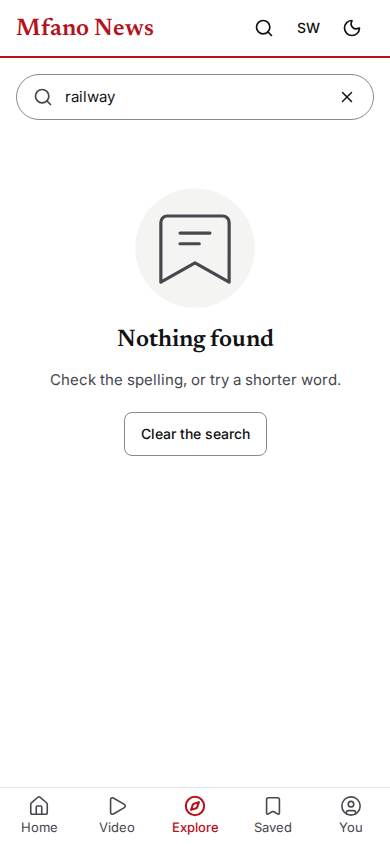 Mfano News
SW
railway
Nothing found
Check the spelling, or try a shorter word.
Clear the search
Home
Video
Explore
Saved
You